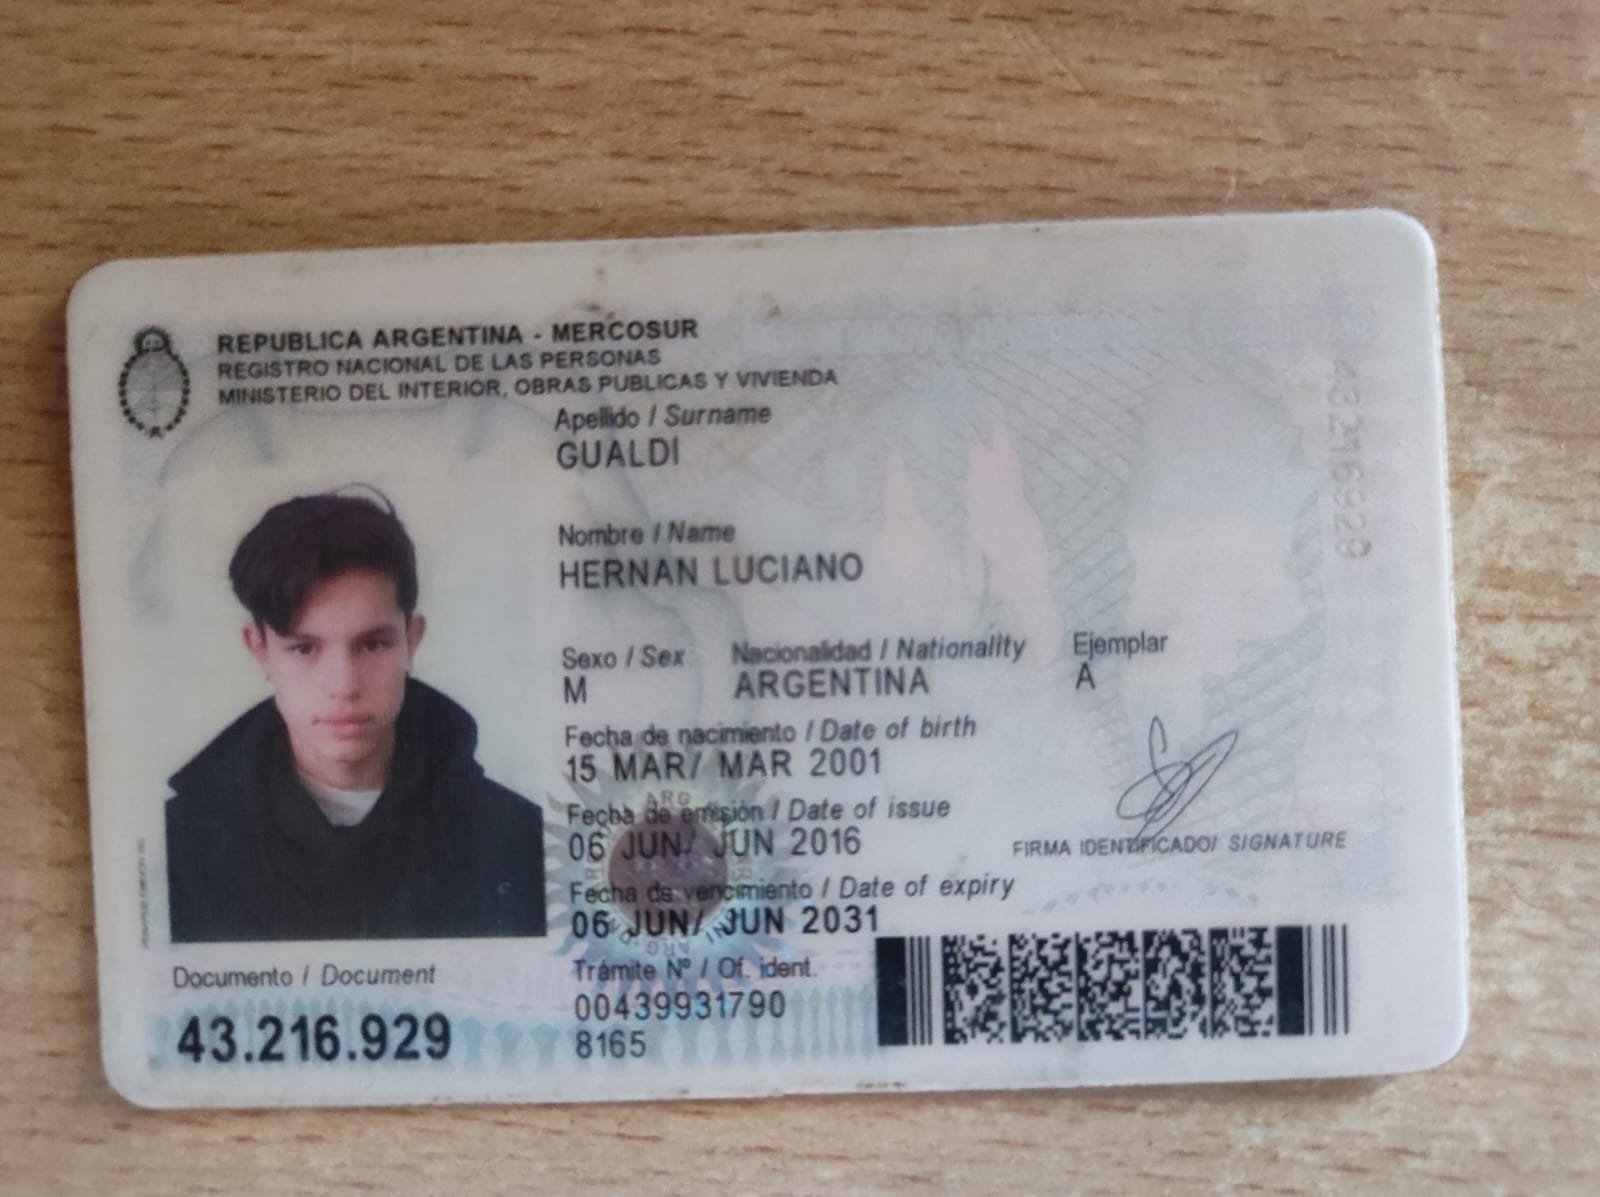 REPUBLICA ARGENTINA - MERCOSUR
REGISTRO NACIONAL DE LAS PERSONAS
MINISTERIO DEL INTERIOR, OBRAS PUBLICAS Y VIVIENDA
Apellido / Surname
GUALDI
Nombre / Name
HERNAN LUCIANO
Sexo / Sex Nacionalidad / Nationality Ejemplar
M ARGENTINA A
Fecha de nacimiento / Date of birth
15 MAR/ MAR 2001
Fecha de emisión / Date of issue
06 JUN/ JUN 2016
FIRMA IDENTIFICADO/ SIGNATURE
Fecha de vencimiento / Date of expiry
06 JUN/ JUN 2031
Documento / Document
43.216.929
Trámite Nº / Of. ident.
00439931790
8165
43216929